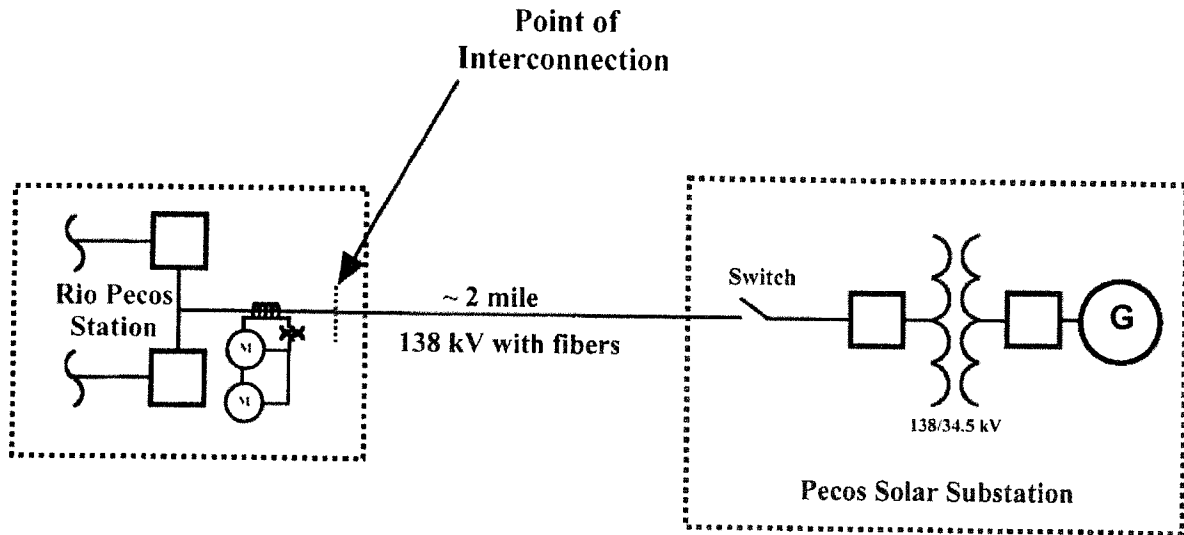 Point of
Interconnection
Rio Pecos
Station
M
M
~ 2 mile
138 kV with fibers
Switch
G
138/34.5 kV
Pecos Solar Substation